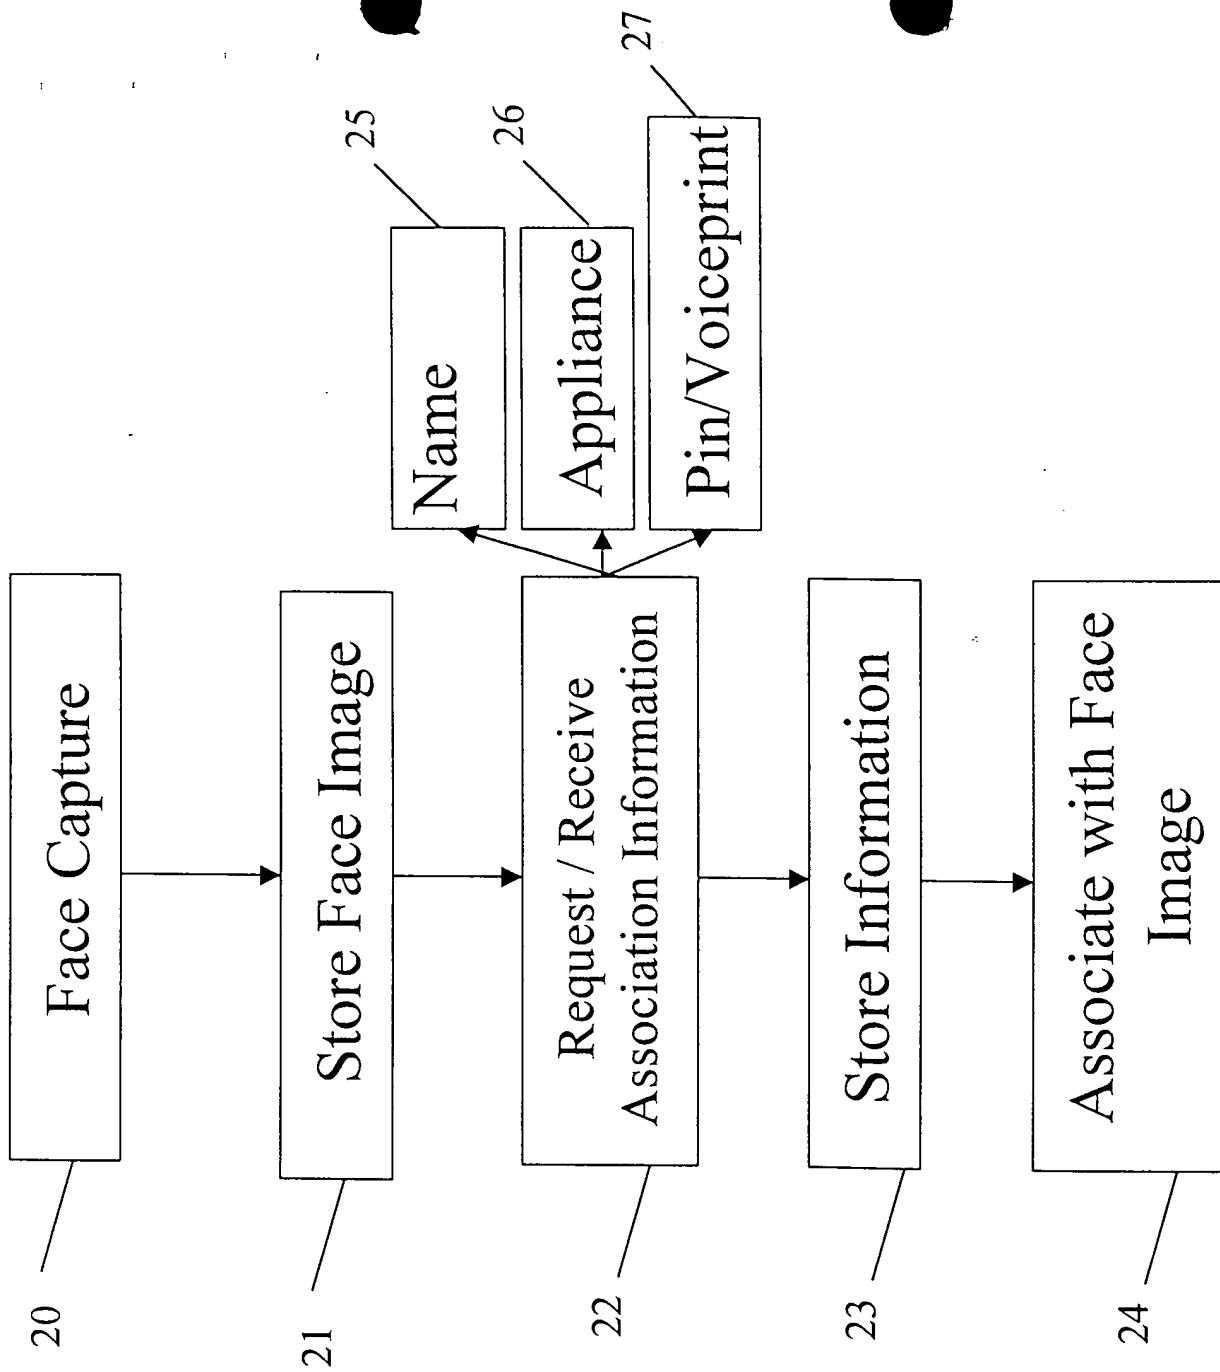 20
Face Capture
21
Store Face Image
22
Request / Receive
Association Information
25
Name
26
Appliance
27
Pin/Voiceprint
23
Store Information
24
Associate with Face
Image